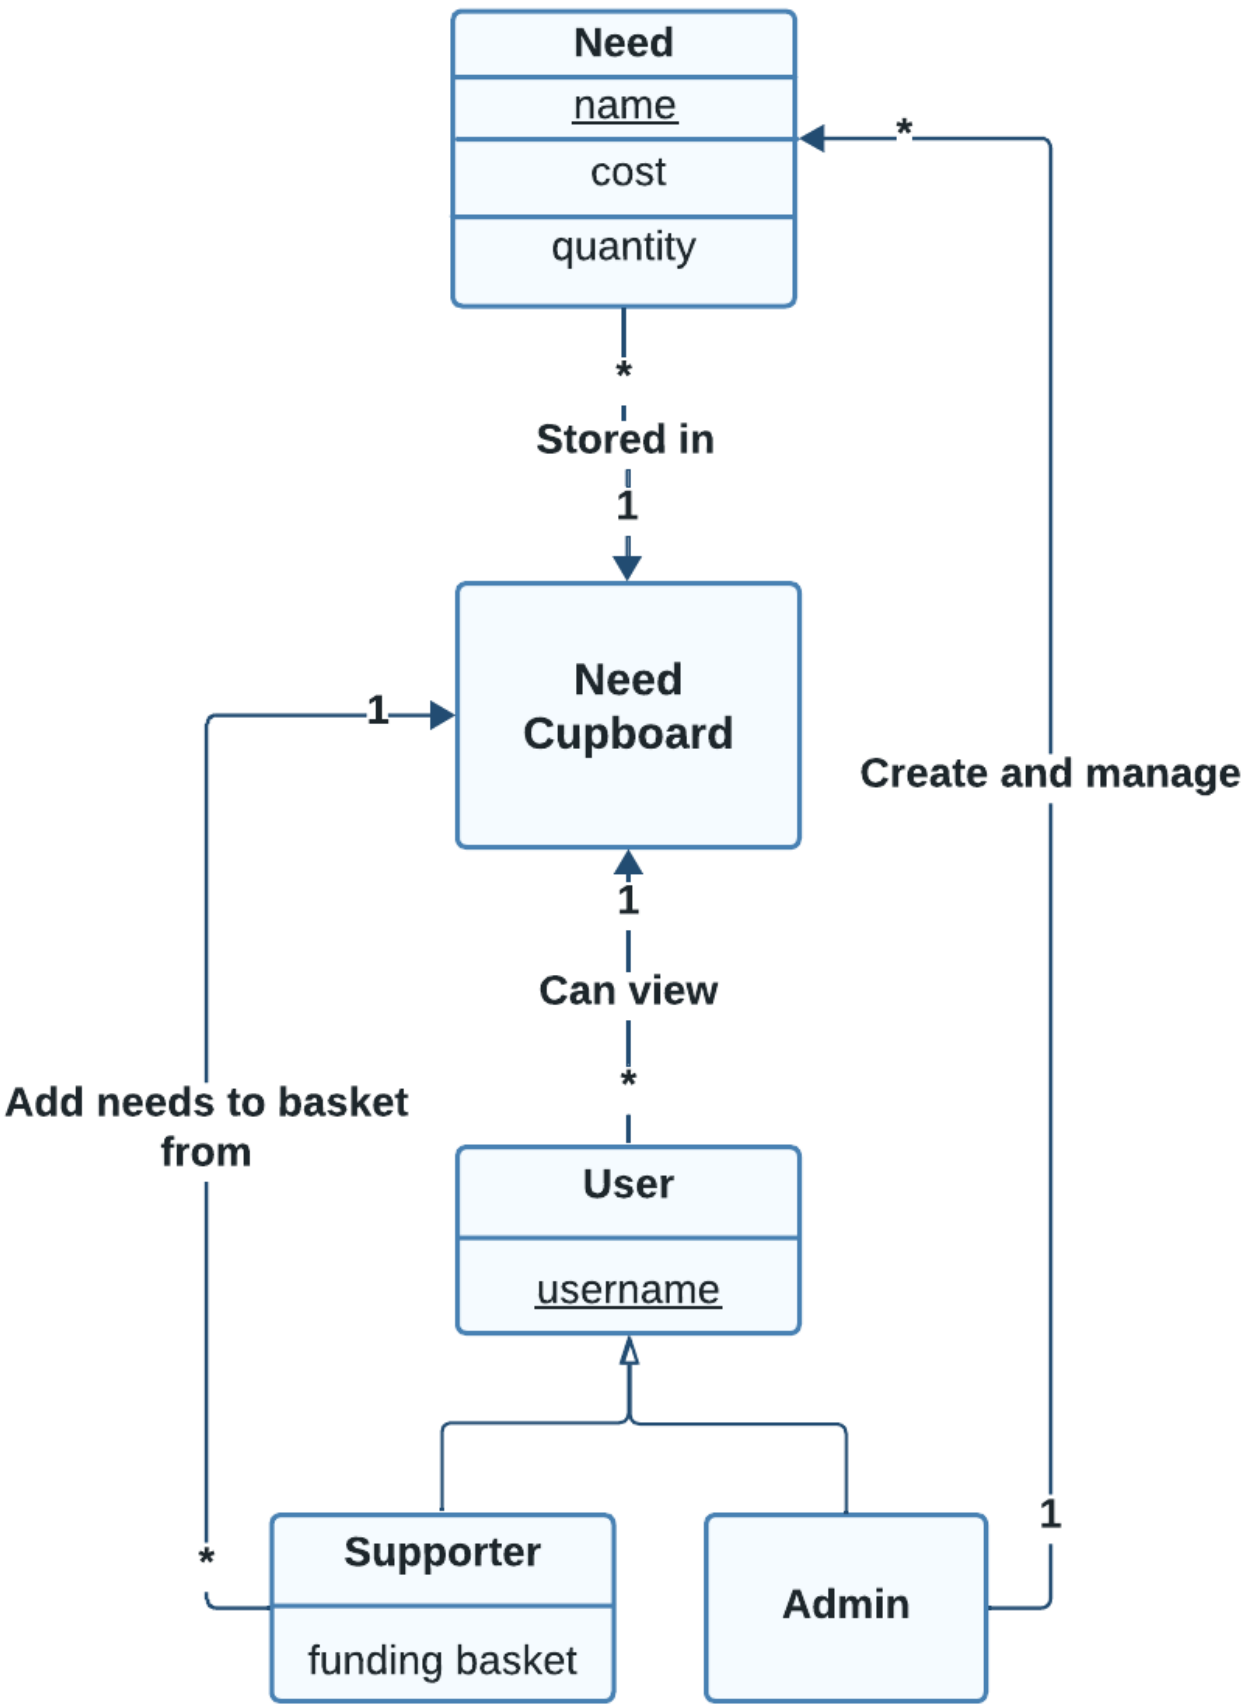 Need
name
*
cost
quantity
*
Stored in
1
Need
Cupboard
1
Create and manage
1
Can view
*
Add needs to basket
from
User
username
1
*
Supporter
Admin
funding basket